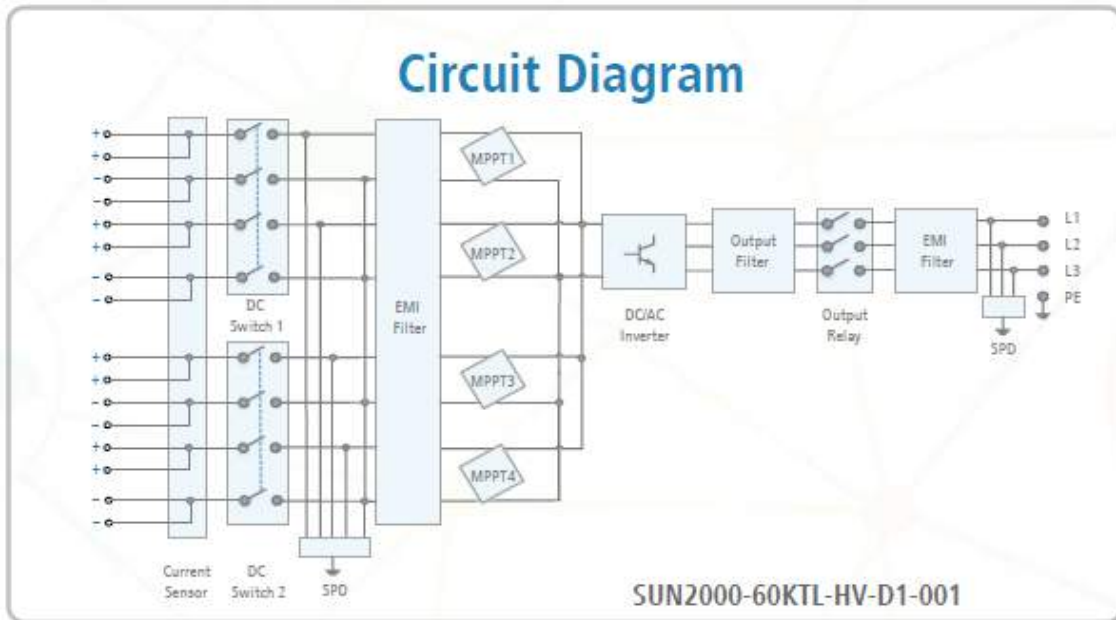 Circuit Diagram
+
+
-
-
+
+
-
-
+
+
-
-
+
+
-
-
Current
Sensor
DC
Switch 1
DC
Switch 2
SPD
EMI
Filter
MPPT1
MPPT2
MPPT3
MPPT4
DC/AC
Inverter
Output
Filter
Output
Relay
EMI
Filter
L1
L2
L3
PE
SPD
SUN2000-60KTL-HV-D1-001